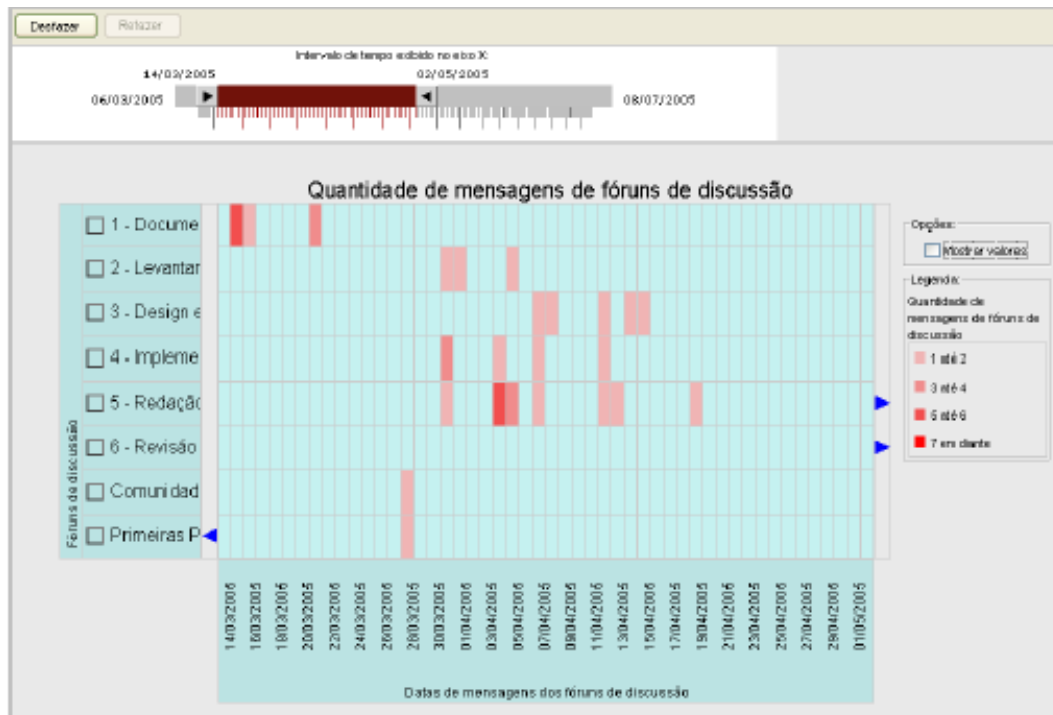 Desfazer
Refazer
Intervalo de tempo exibido no eixo X:
14/03/2005
02/05/2005
06/03/2005
08/07/2005
Quantidade de mensagens de fóruns de discussão
1 - Docume
2 - Levantar
3 - Design e
4 - Impleme
5 - Redação
6 - Revisão
Comunidad
Primeiras P
Fóruns de discussão
Opções:
Mostrar valores
Legenda:
Quantidade de
mensagens de fóruns de
discussão
1 até 2
3 até 4
5 até 6
7 em diante
14/03/2005
16/03/2005
18/03/2005
20/03/2005
22/03/2005
24/03/2005
26/03/2005
28/03/2005
30/03/2005
01/04/2005
03/04/2005
05/04/2005
07/04/2005
09/04/2005
11/04/2005
13/04/2005
15/04/2005
17/04/2005
19/04/2005
21/04/2005
23/04/2005
25/04/2005
27/04/2005
29/04/2005
01/05/2005
Datas de mensagens dos fóruns de discussão